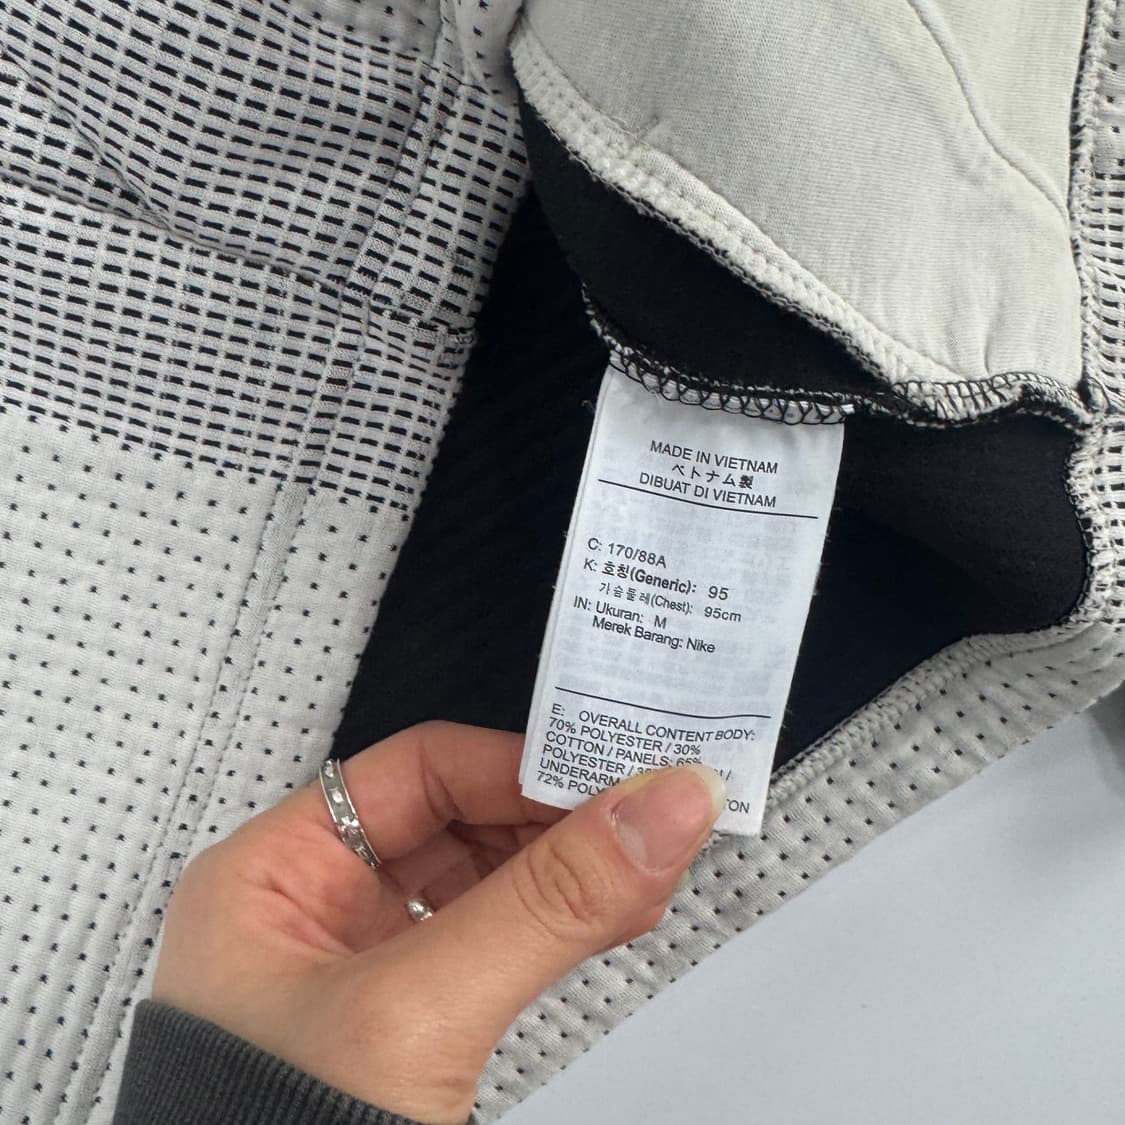 MADE IN VIETNAM
ベトナム製
DIBUAT DI VIETNAM
C: 170/88A
K: 호칭(Generic): 95
가슴둘레(Chest): 95cm
IN: Ukuran: M
Merek Barang: Nike
E: OVERALL CONTENT BODY:
70% POLYESTER / 30%
COTTON / PANELS: 65%
POLYESTER /
UNDERARM
72%